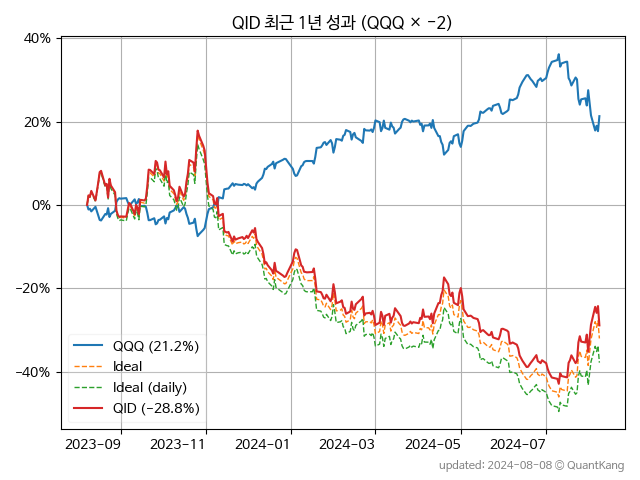 QID 최근 1년 성과 (QQQ × −2)
40%
20%
0%
−20%
−40%
QQQ (21.2%)
Ideal
Ideal (daily)
QID (−28.8%)
2023−09 2023−11 2024−01 2024−03 2024−05 2024−07
updated: 2024−08−08 © QuantKang